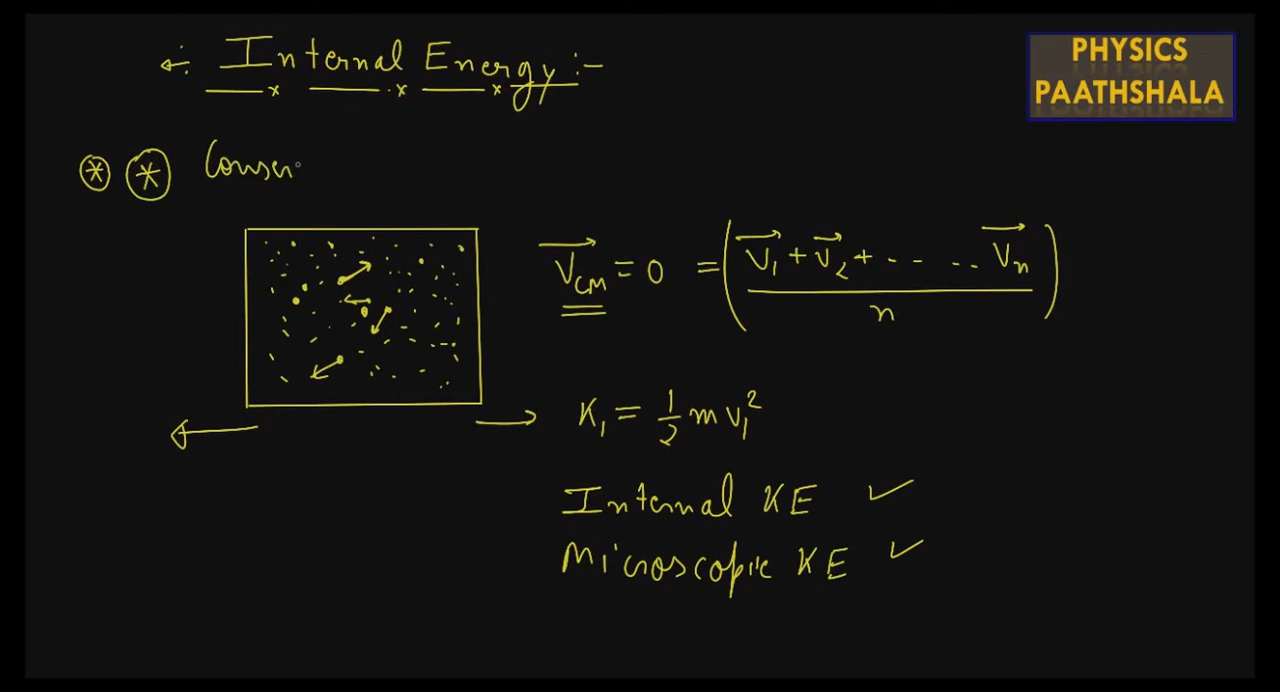 Internal Energy:-
PHYSICS
PAATHSHALA
Conser
V_CM = 0 = (V_1 + V_2 + - - .. V_n / n)
K_1 = 1/2 m v_1^2
Internal KE ✓
Microscopic KE ✓